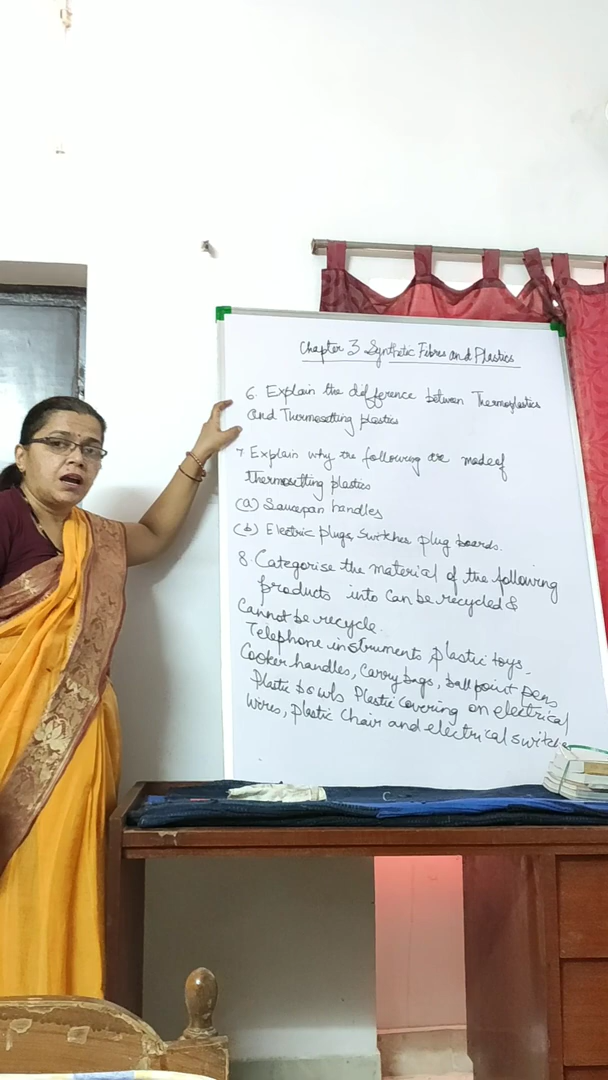 Chapter 3 Synthetic Fibres and Plastics
6. Explain the difference between Thermoplastics
and Thermosetting plastics
7 Explain why the following are made of
thermosetting plastics
(a) Saucepan handles
(b) Electric plugs, Switches, plug boards.
8 Categorise the material of the following
products into can be recycled &
Cannot be recycle.
Telephone instruments plastic toys.
Cooker handles, carry bags, ball point pens
Plastic bowls Plastic covering on electrical
wires, plastic chair and electrical switche